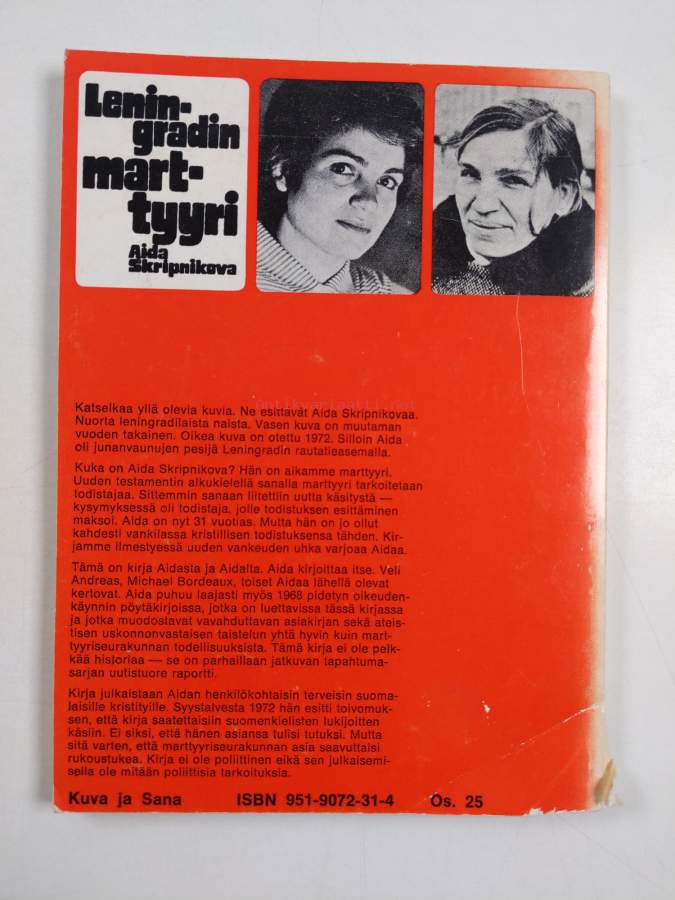 Lenin-
gradin
mart-
tyyri
Aida
Skripnikova
antikvariaatti.net
Katselkaa yllä olevia kuvia. Ne esittävät Aida Skripnikovaa.
Nuorta leningradilaista naista. Vasen kuva on muutaman
vuoden takainen. Oikea kuva on otettu 1972. Silloin Aida
oli junanvaunujen pesijä Leningradin rautatieasemalla.
Kuka on Aida Skripnikova? Hän on aikamme marttyyri.
Uuden testamentin alkukielellä sanalla marttyyri tarkoitetaan
todistajaa. Sittemmin sanaan liitettiin uutta käsitystä —
kysymyksessä oli todistaja, jolle todistuksen esittäminen
maksoi. Aida on nyt 31 vuotias. Mutta hän on jo ollut
kahdesti vankilassa kristillisen todistuksensa tähden. Kir-
jamme ilmestyessä uuden vankeuden uhka varjoaa Aidaa.
Tämä on kirja Aidasta ja Aidalta. Aida kirjoittaa itse. Veli
Andreas, Michael Bordeaux, toiset Aidaa lähellä olevat
kertovat. Aida puhuu laajasti myös 1968 pidetyn oikeuden-
käynnin pöytäkirjoissa, jotka on luettavissa tässä kirjassa
ja jotka muodostavat vavahduttavan asiakirjan sekä ateis-
tisen uskonnonvastaisen taistelun yhtä hyvin kuin mart-
tyyriseurakunnan todellisuuksista. Tämä kirja ei ole pelk-
kää historiaa — se on parhaillaan jatkuvan tapahtuma-
sarjan uutistuore raportti.
Kirja julkaistaan Aidan henkilökohtaisin terveisin suoma-
laisille kristityille. Syystalvesta 1972 hän esitti toivomuk-
sen, että kirja saatettaisiin suomenkielisten lukijoitten
käsiin. Ei siksi, että hänen asiansa tulisi tutuksi. Mutta
sitä varten, että marttyyriseurakunnan asia saavuttaisi
rukoustukea. Kirja ei ole poliittinen eikä sen julkaisemi-
sella ole mitään poliittisia tarkoituksia.
Kuva ja Sana ISBN 951-9072-31-4 Os. 25